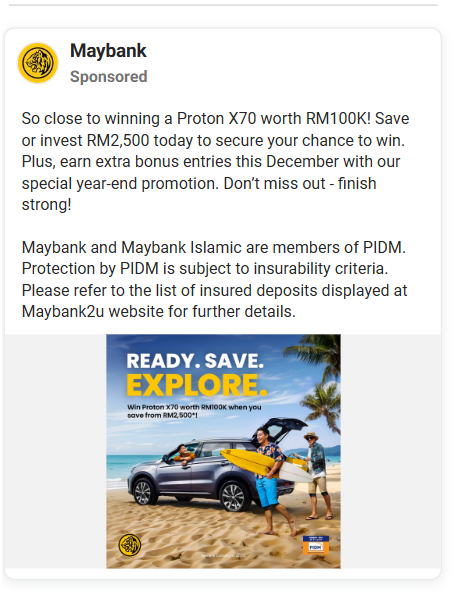 Maybank
Sponsored
So close to winning a Proton X70 worth RM100K! Save
or invest RM2,500 today to secure your chance to win.
Plus, earn extra bonus entries this December with our
special year-end promotion. Don’t miss out - finish
strong!
Maybank and Maybank Islamic are members of PIDM.
Protection by PIDM is subject to insurability criteria.
Please refer to the list of insured deposits displayed at
Maybank2u website for further details.
READY. SAVE.
EXPLORE.
Win Proton X70 worth RM100K when you
save from RM2,500*!
PIDM